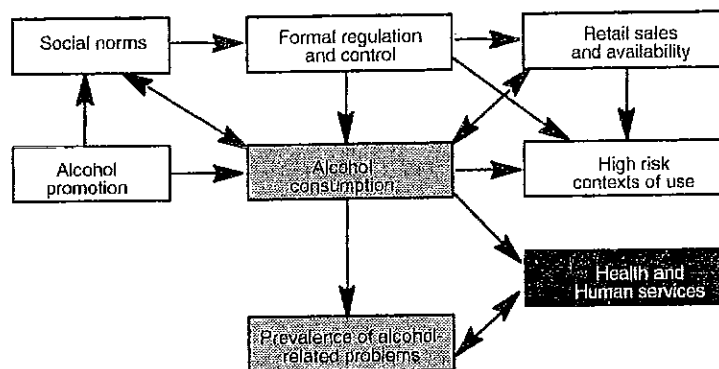 Social norms
Formal regulation
and control
Retail sales
and availability
Alcohol
promotion
Alcohol
consumption
High risk
contexts of use
Health and
Human services
Prevalence of alcohol-
related problems